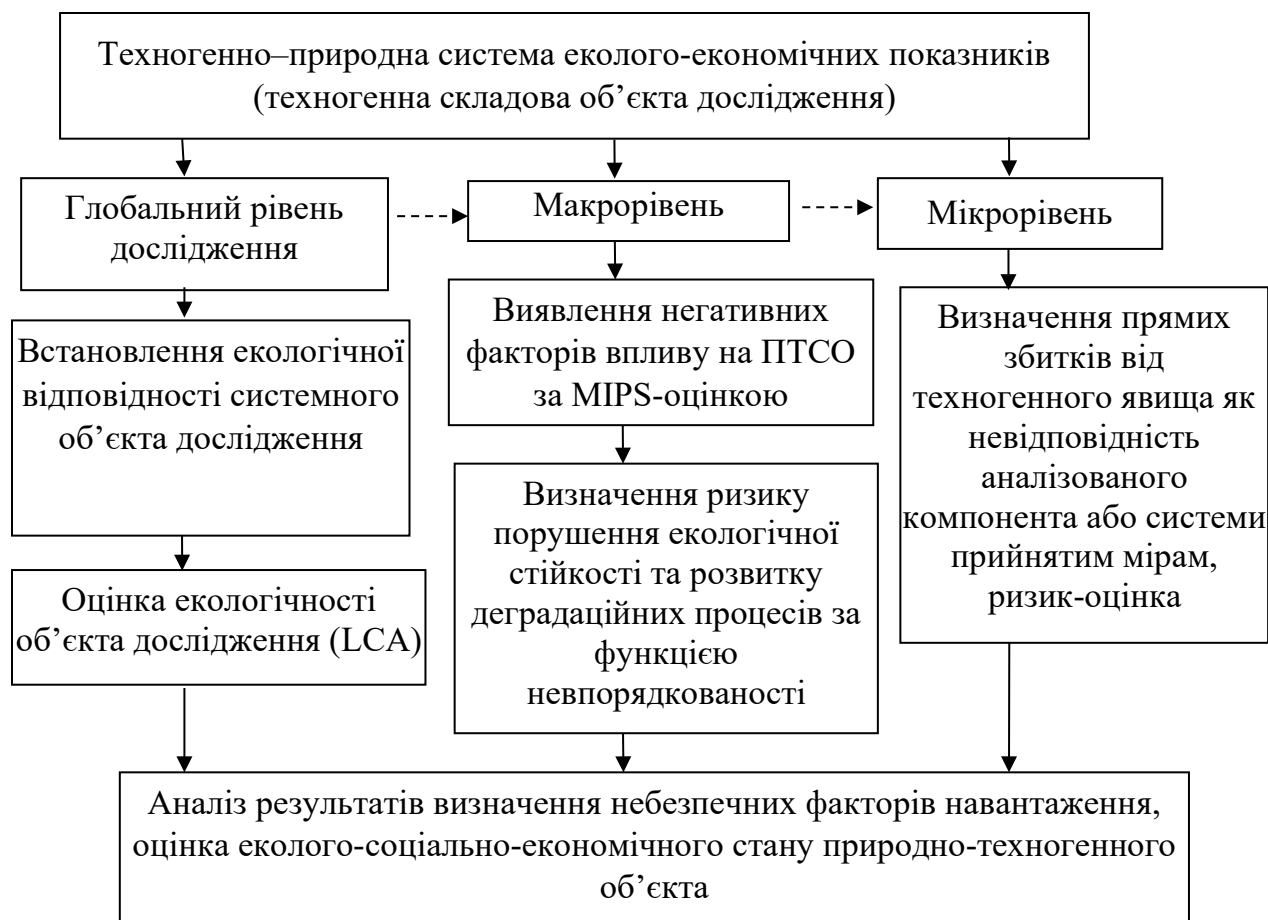 Техногенно–природна система еколого-економічних показників
(техногенна складова об’єкта дослідження)
Глобальний рівень
дослідження
Макрорівень
Мікрорівень
Встановлення екологічної
відповідності системного
об’єкта дослідження
Оцінка екологічності
об’єкта дослідження (LCA)
Виявлення негативних
факторів впливу на ПТСО
за MIPS-оцінкою
Визначення ризику
порушення екологічної
стійкості та розвитку
деградаційних процесів за
функцією
невпорядкованості
Визначення прямих
збитків від
техногенного явища як
невідповідність
аналізованого
компонента або системи
прийнятим мірам,
ризик-оцінка
Аналіз результатів визначення небезпечних факторів навантаження,
оцінка еколого-соціально-економічного стану природно-техногенного
об’єкта